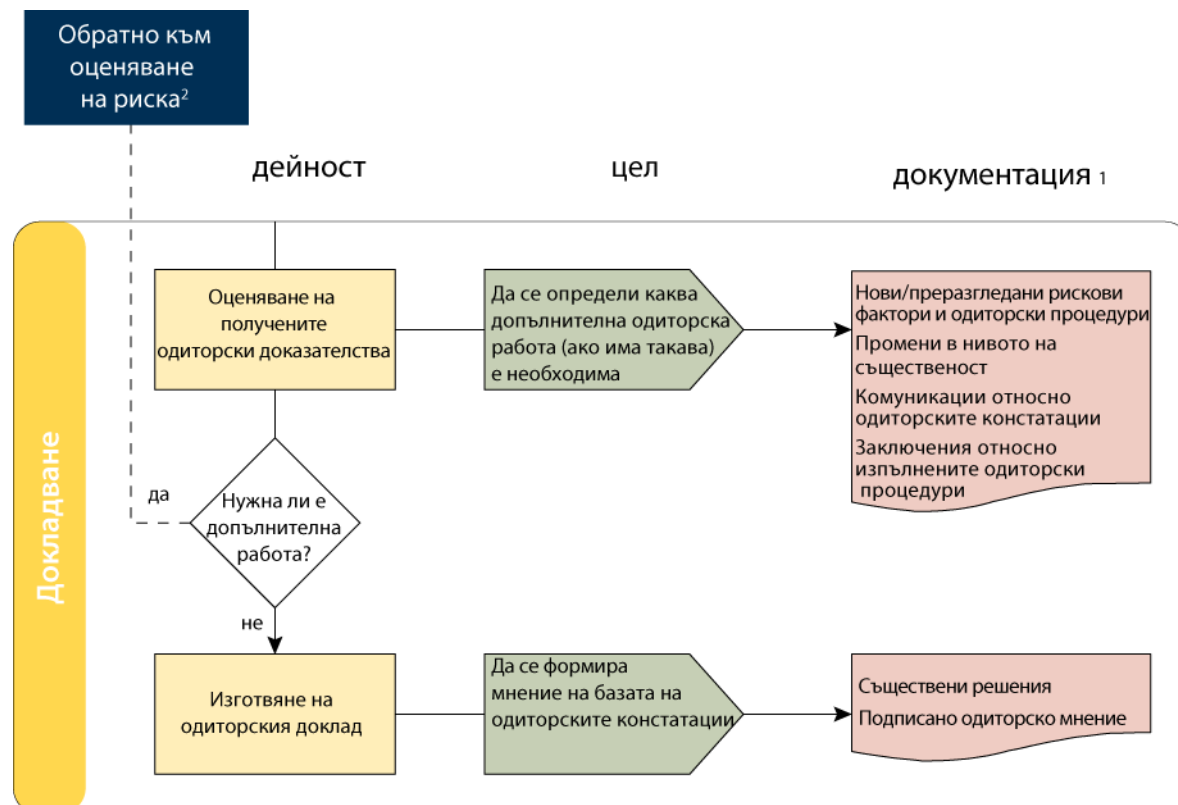 Обратно към
оценяване
на риска²
дейност
цел
документация 1
Докладване
Оценяване на
получените
одиторски доказателства
Да се определи каква
допълнителна одиторска
работа (ако има такава)
е необходима
Нови/преразгледани рискови
фактори и одиторски процедури
Промени в нивото на
същественост
Комуникации относно
одиторските констатации
Заключения относно
изпълнените одиторски
процедури
да
Нужна ли е
допълнителна
работа?
не
Изготвяне на
одиторския доклад
Да се формира
мнение на базата на
одиторските констатации
Съществени решения
Подписано одиторско мнение